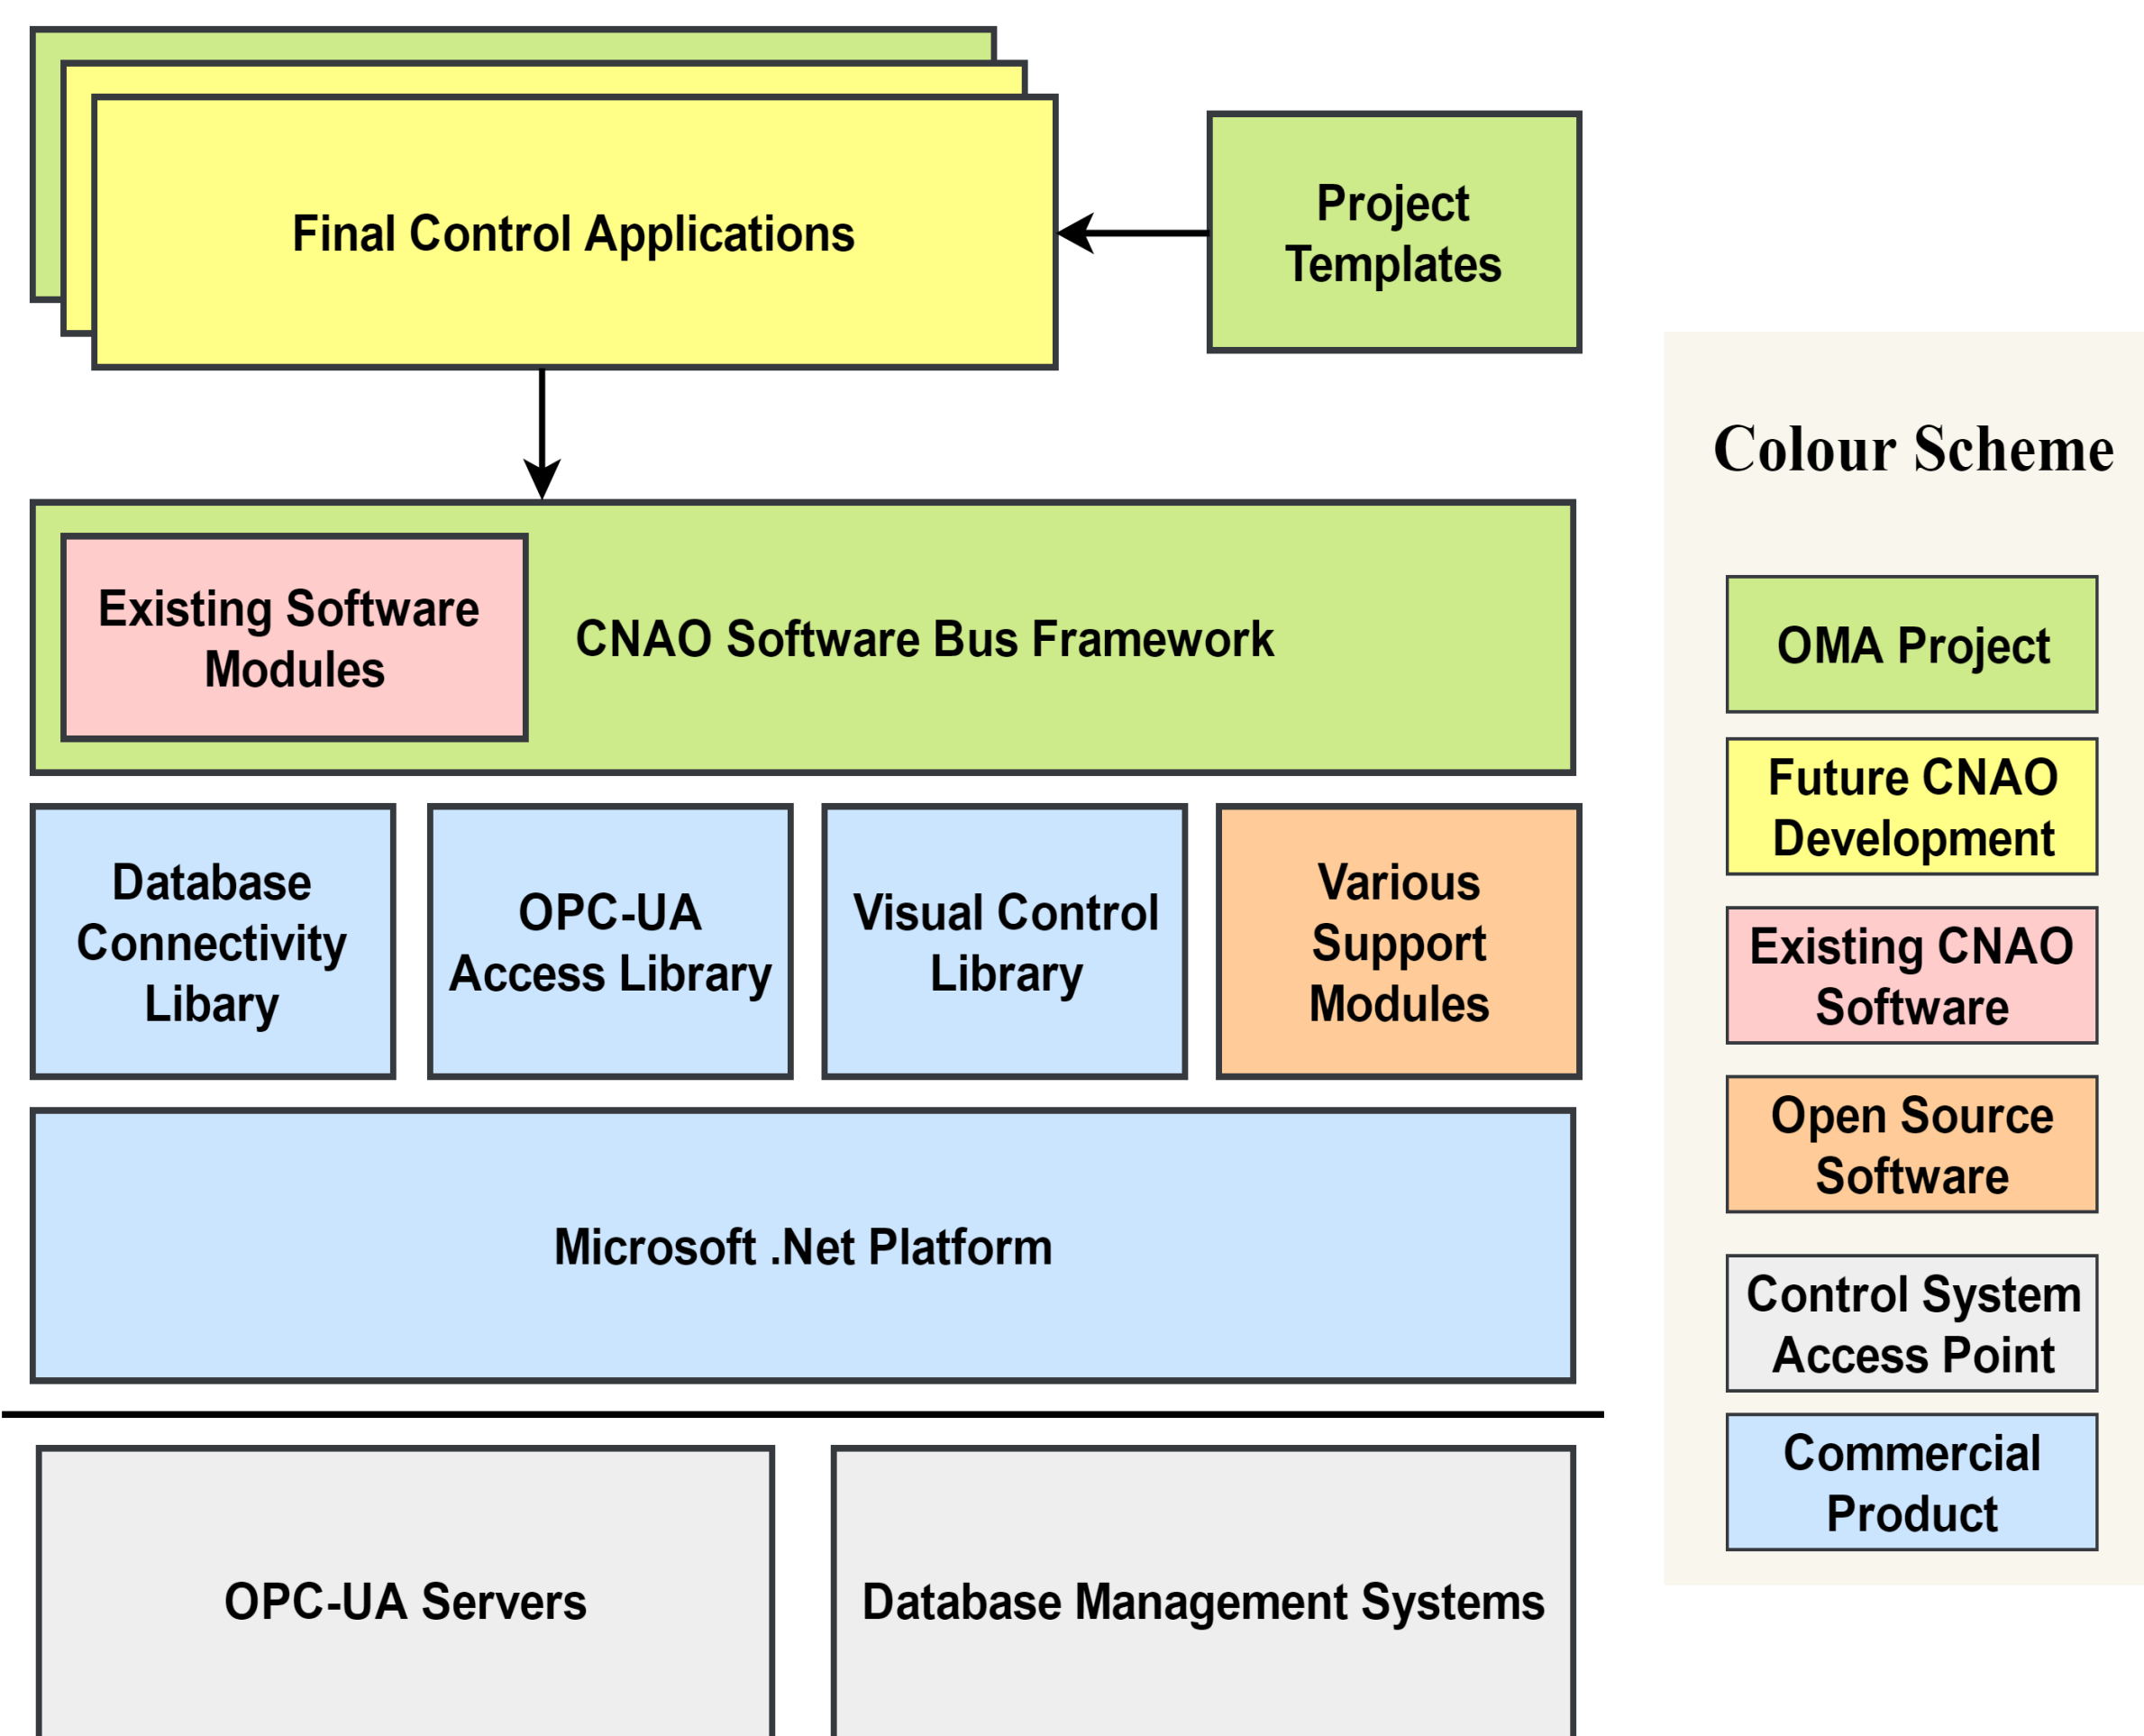 Final Control Applications
Project
Templates
Existing Software
Modules
CNAO Software Bus Framework
Database
Connectivity
Libary
OPC-UA
Access Library
Visual Control
Library
Various
Support
Modules
Microsoft .Net Platform
OPC-UA Servers
Database Management Systems
Colour Scheme
OMA Project
Future CNAO
Development
Existing CNAO
Software
Open Source
Software
Control System
Access Point
Commercial
Product